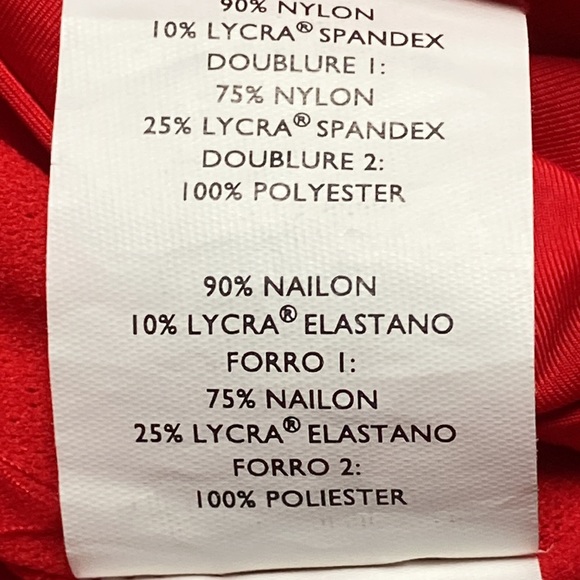 90% NYLON
10% LYCRA® SPANDEX
DOUBLURE 1:
75% NYLON
25% LYCRA® SPANDEX
DOUBLURE 2:
100% POLYESTER
90% NAILON
10% LYCRA® ELASTANO
FORRO 1:
75% NAILON
25% LYCRA® ELASTANO
FORRO 2:
100% POLIESTER